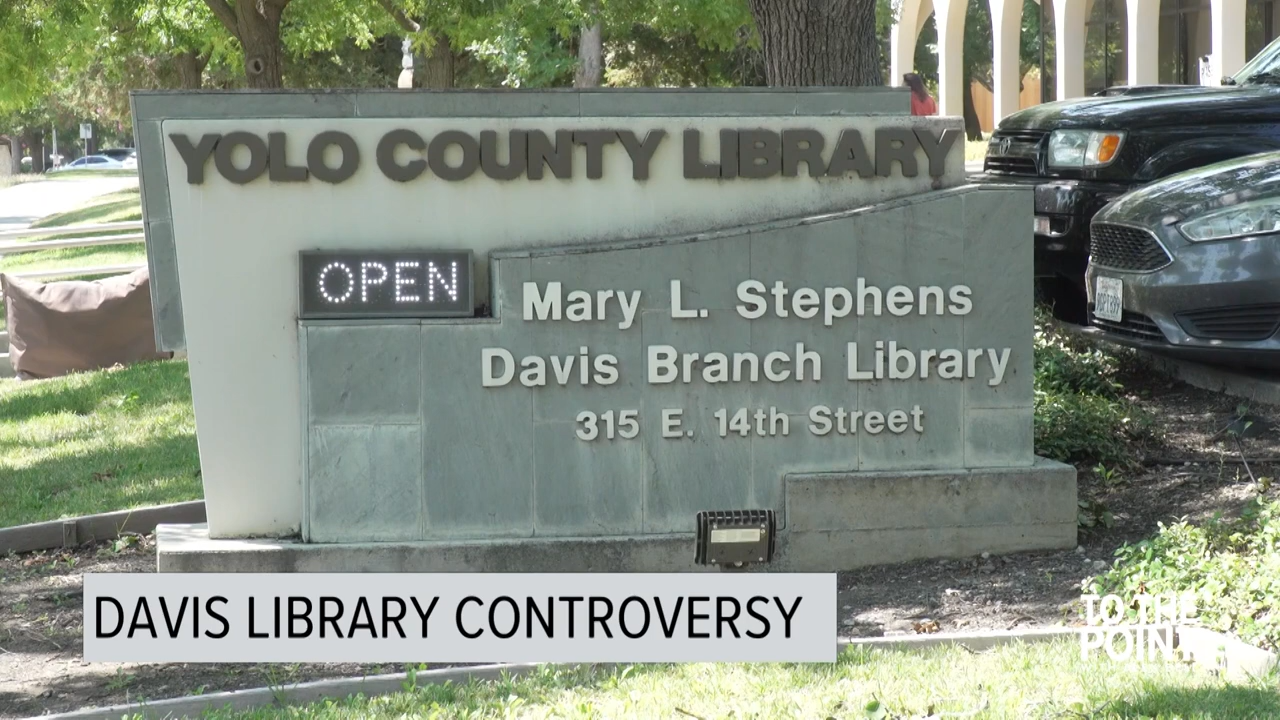 YOLO COUNTY LIBRARY
OPEN
Mary L. Stephens
Davis Branch Library
315 E. 14th Street
DAVIS LIBRARY CONTROVERSY
TO THE
POINT